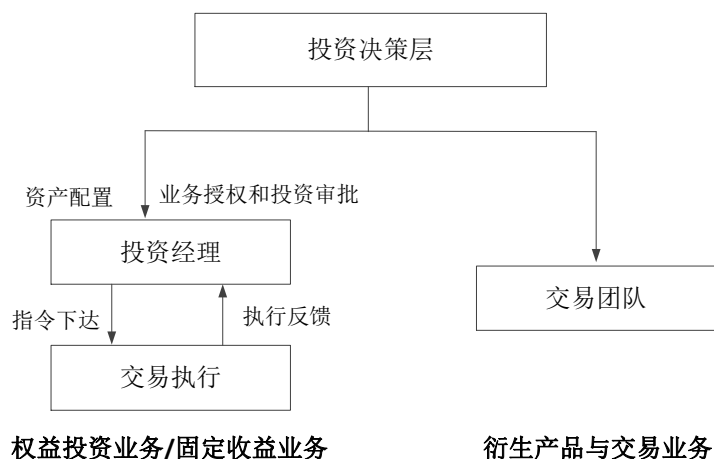 投资决策层
资产配置
业务授权和投资审批
投资经理
交易团队
指令下达
执行反馈
交易执行
权益投资业务/固定收益业务
衍生产品与交易业务